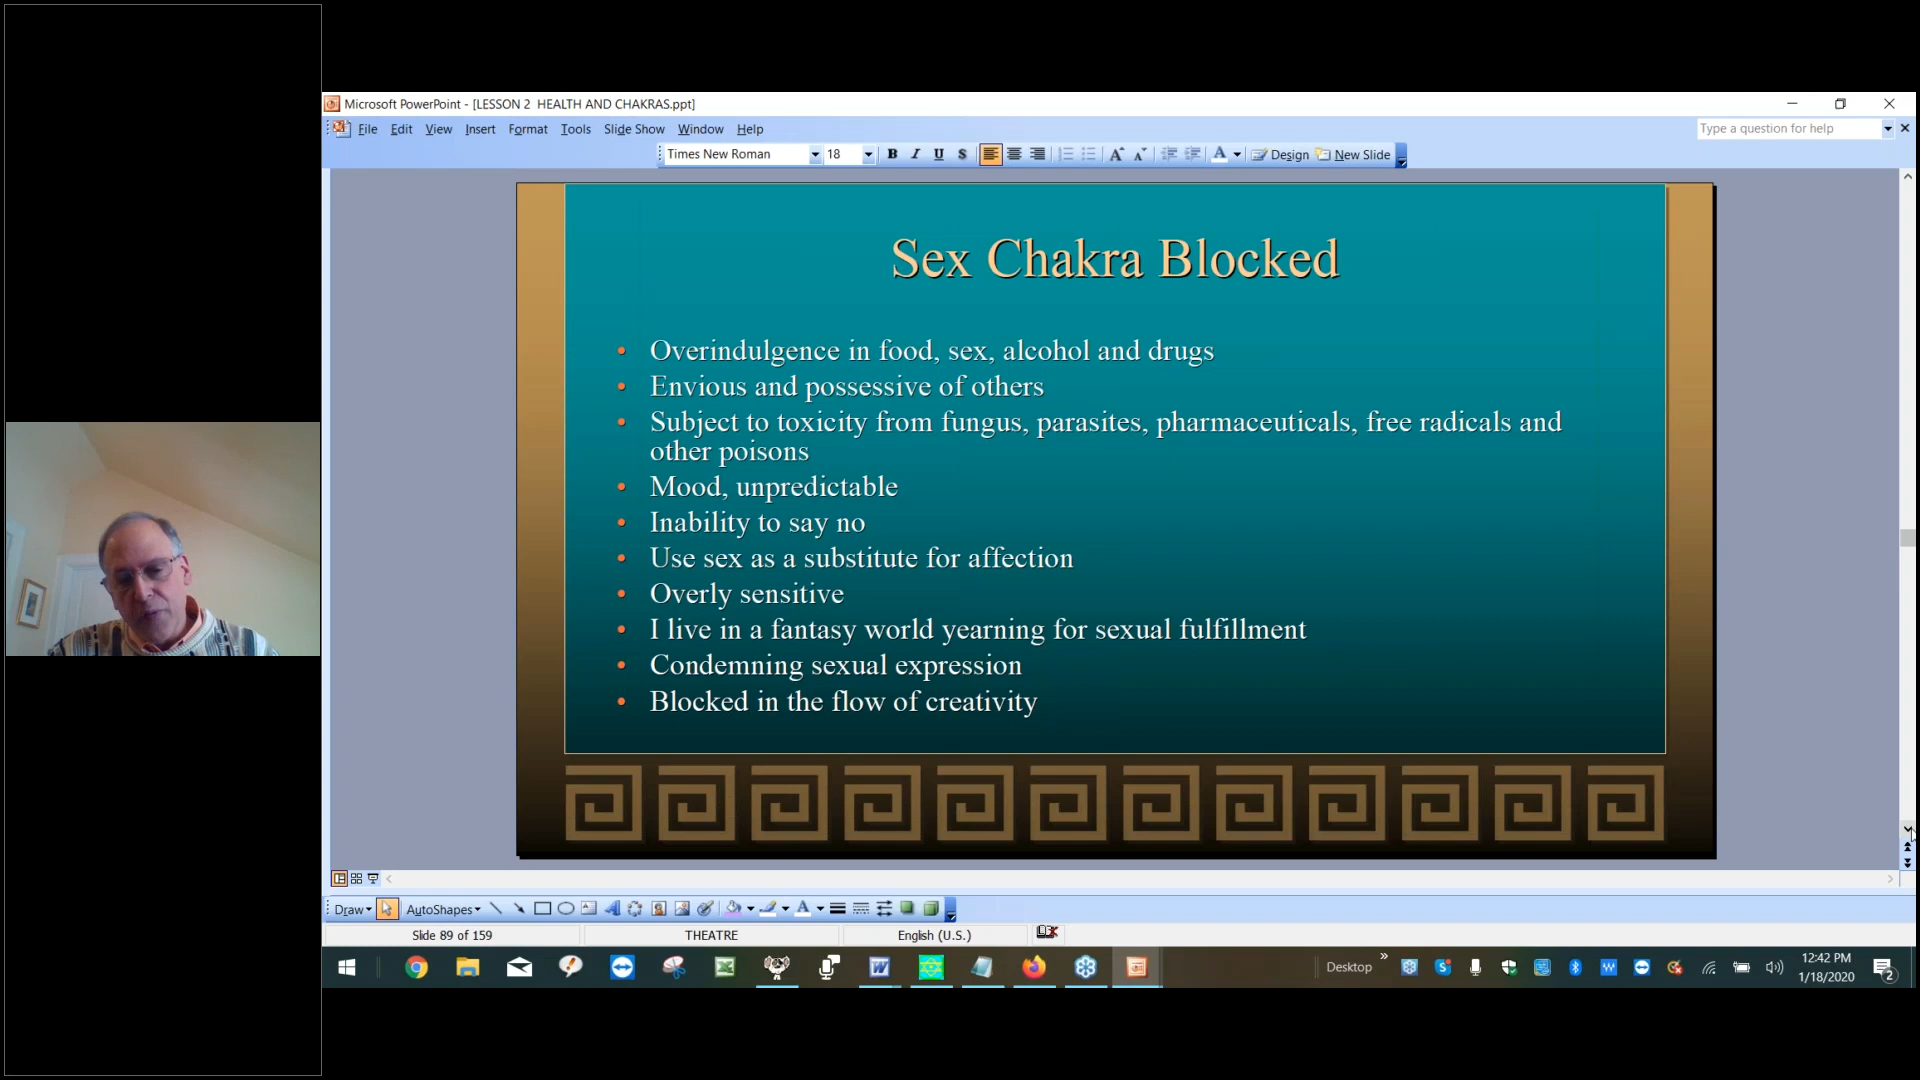 Microsoft PowerPoint - [LESSON 2  HEALTH AND CHAKRAS.ppt]
File Edit View Insert Format Tools Slide Show Window Help
Type a question for help
Times New Roman 18 B I U S A A A Design New Slide
Sex Chakra Blocked
• Overindulgence in food, sex, alcohol and drugs
• Envious and possessive of others
• Subject to toxicity from fungus, parasites, pharmaceuticals, free radicals and
other poisons
• Mood, unpredictable
• Inability to say no
• Use sex as a substitute for affection
• Overly sensitive
• I live in a fantasy world yearning for sexual fulfillment
• Condemning sexual expression
• Blocked in the flow of creativity
Draw AutoShapes A
Slide 89 of 159 THEATRE English (U.S.)
Desktop 12:42 PM
1/18/2020
2